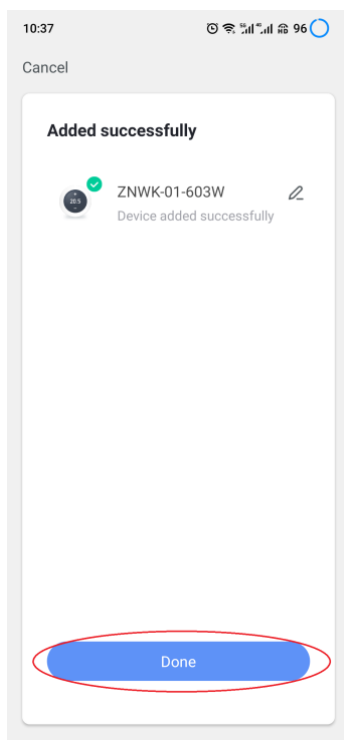 10:37
96
Cancel
Added successfully
20.5
ZNWK-01-603W
Device added successfully
Done